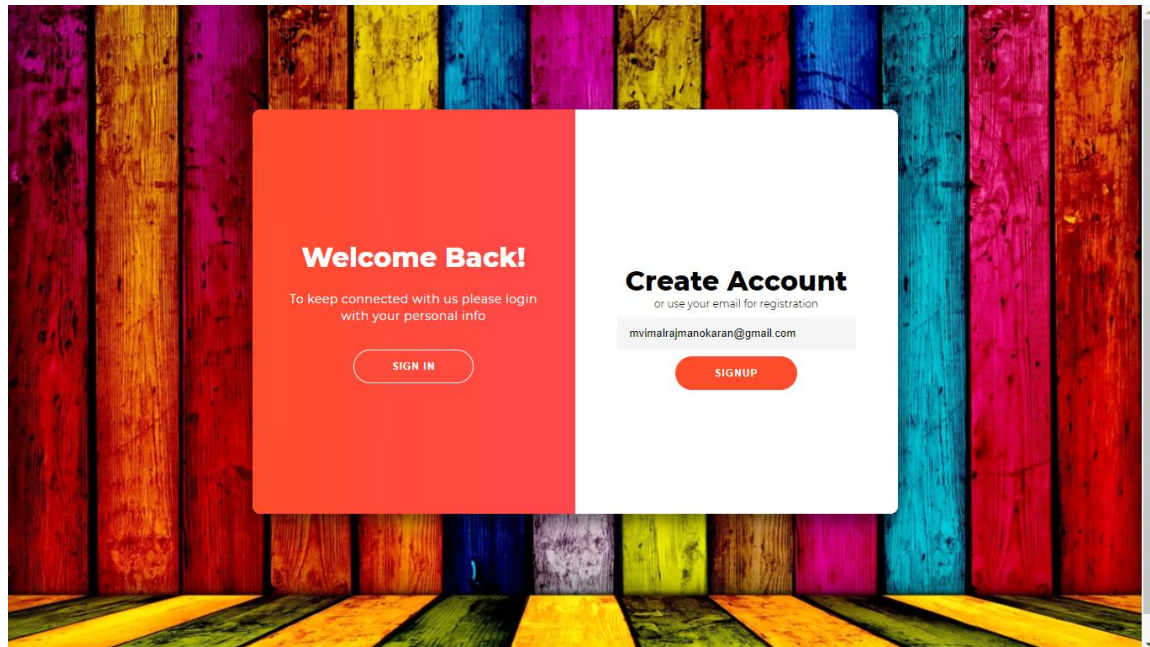 Welcome Back!
To keep connected with us please login
with your personal info
SIGN IN
Create Account
or use your email for registration
mvimalrajmanokaran@gmail.com
SIGNUP